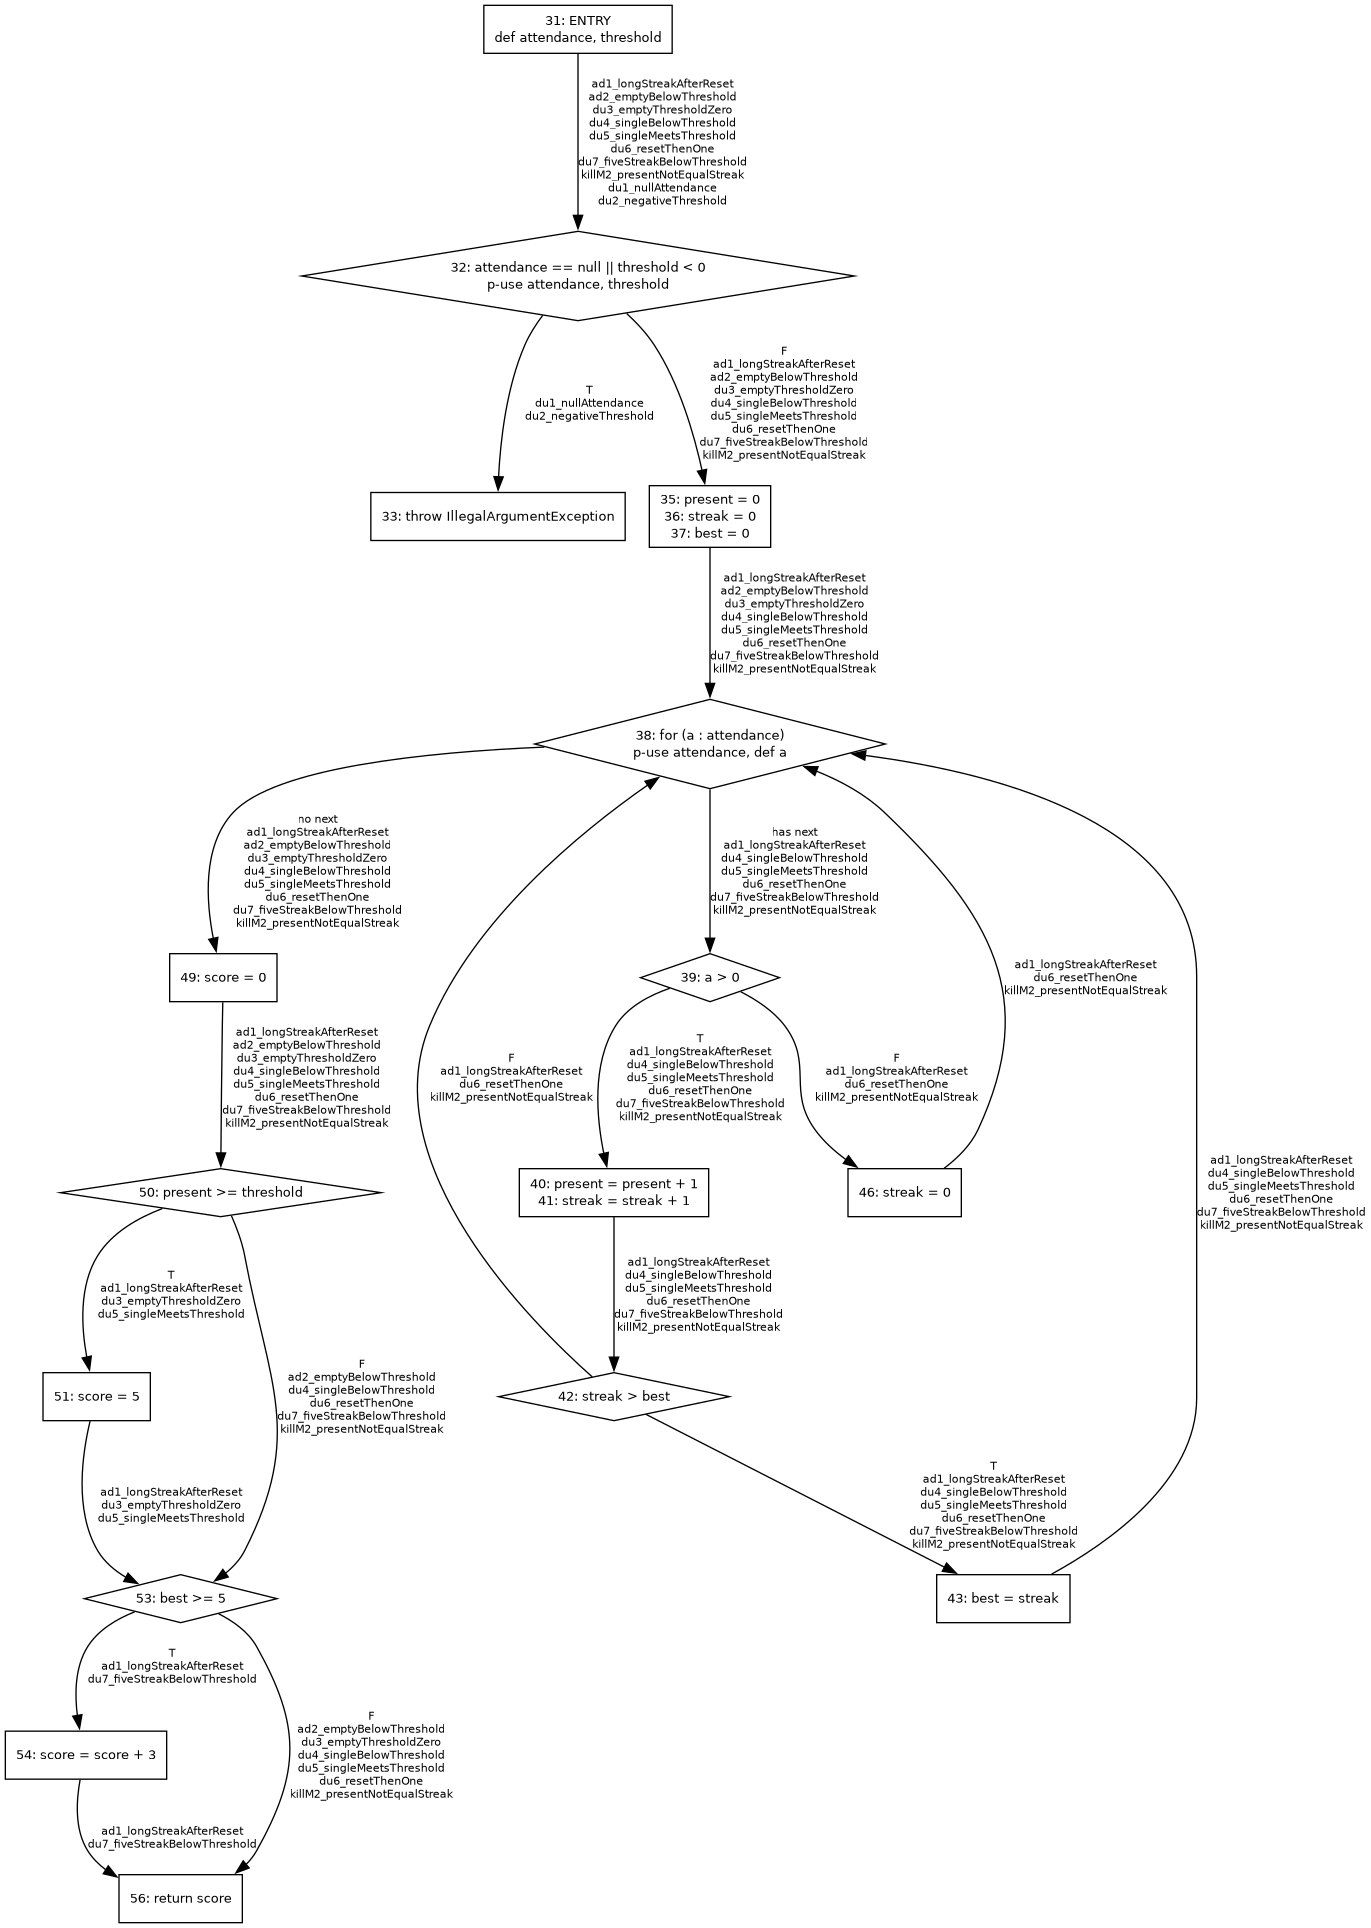 31: ENTRY
def attendance, threshold
ad1_longStreakAfterReset
ad2_emptyBelowThreshold
du3_emptyThresholdZero
du4_singleBelowThreshold
du5_singleMeetsThreshold
du6_resetThenOne
du7_fiveStreakBelowThreshold
killM2_presentNotEqualStreak
du1_nullAttendance
du2_negativeThreshold
32: attendance == null || threshold < 0
p-use attendance, threshold
T
du1_nullAttendance
du2_negativeThreshold
F
ad1_longStreakAfterReset
ad2_emptyBelowThreshold
du3_emptyThresholdZero
du4_singleBelowThreshold
du5_singleMeetsThreshold
du6_resetThenOne
du7_fiveStreakBelowThreshold
killM2_presentNotEqualStreak
33: throw IllegalArgumentException
35: present = 0
36: streak = 0
37: best = 0
ad1_longStreakAfterReset
ad2_emptyBelowThreshold
du3_emptyThresholdZero
du4_singleBelowThreshold
du5_singleMeetsThreshold
du6_resetThenOne
du7_fiveStreakBelowThreshold
killM2_presentNotEqualStreak
38: for (a : attendance)
p-use attendance, def a
no next
ad1_longStreakAfterReset
ad2_emptyBelowThreshold
du3_emptyThresholdZero
du4_singleBelowThreshold
du5_singleMeetsThreshold
du6_resetThenOne
du7_fiveStreakBelowThreshold
killM2_presentNotEqualStreak
has next
ad1_longStreakAfterReset
du4_singleBelowThreshold
du5_singleMeetsThreshold
du6_resetThenOne
du7_fiveStreakBelowThreshold
killM2_presentNotEqualStreak
49: score = 0
39: a > 0
ad1_longStreakAfterReset
du6_resetThenOne
killM2_presentNotEqualStreak
ad1_longStreakAfterReset
ad2_emptyBelowThreshold
du3_emptyThresholdZero
du4_singleBelowThreshold
du5_singleMeetsThreshold
du6_resetThenOne
du7_fiveStreakBelowThreshold
killM2_presentNotEqualStreak
F
ad1_longStreakAfterReset
du6_resetThenOne
killM2_presentNotEqualStreak
T
ad1_longStreakAfterReset
du4_singleBelowThreshold
du5_singleMeetsThreshold
du6_resetThenOne
du7_fiveStreakBelowThreshold
killM2_presentNotEqualStreak
F
ad1_longStreakAfterReset
du6_resetThenOne
killM2_presentNotEqualStreak
50: present >= threshold
40: present = present + 1
41: streak = streak + 1
46: streak = 0
ad1_longStreakAfterReset
du4_singleBelowThreshold
du5_singleMeetsThreshold
du6_resetThenOne
du7_fiveStreakBelowThreshold
killM2_presentNotEqualStreak
T
ad1_longStreakAfterReset
du3_emptyThresholdZero
du5_singleMeetsThreshold
F
ad2_emptyBelowThreshold
du4_singleBelowThreshold
du6_resetThenOne
du7_fiveStreakBelowThreshold
killM2_presentNotEqualStreak
ad1_longStreakAfterReset
du4_singleBelowThreshold
du5_singleMeetsThreshold
du6_resetThenOne
du7_fiveStreakBelowThreshold
killM2_presentNotEqualStreak
51: score = 5
42: streak > best
ad1_longStreakAfterReset
du3_emptyThresholdZero
du5_singleMeetsThreshold
T
ad1_longStreakAfterReset
du4_singleBelowThreshold
du5_singleMeetsThreshold
du6_resetThenOne
du7_fiveStreakBelowThreshold
killM2_presentNotEqualStreak
53: best >= 5
43: best = streak
T
ad1_longStreakAfterReset
du7_fiveStreakBelowThreshold
F
ad2_emptyBelowThreshold
du3_emptyThresholdZero
du4_singleBelowThreshold
du5_singleMeetsThreshold
du6_resetThenOne
killM2_presentNotEqualStreak
54: score = score + 3
ad1_longStreakAfterReset
du7_fiveStreakBelowThreshold
56: return score